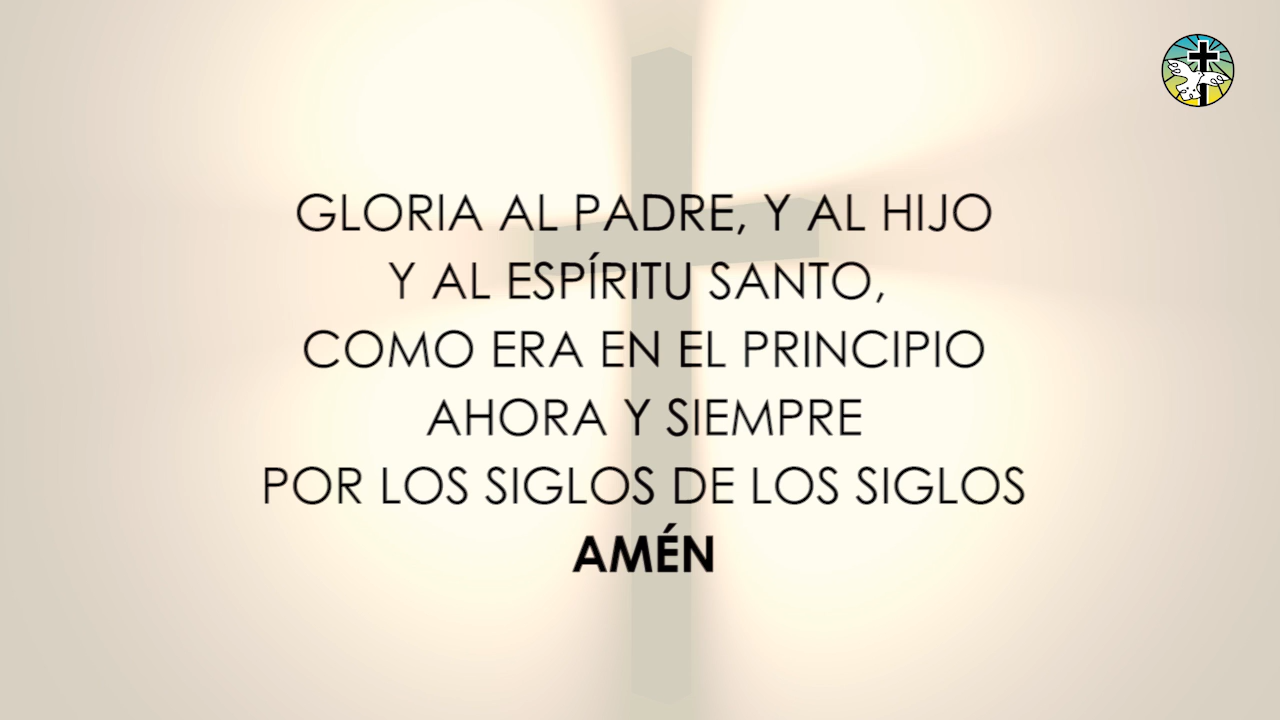 GLORIA AL PADRE, Y AL HIJO
Y AL ESPÍRITU SANTO,
COMO ERA EN EL PRINCIPIO
AHORA Y SIEMPRE
POR LOS SIGLOS DE LOS SIGLOS
AMÉN